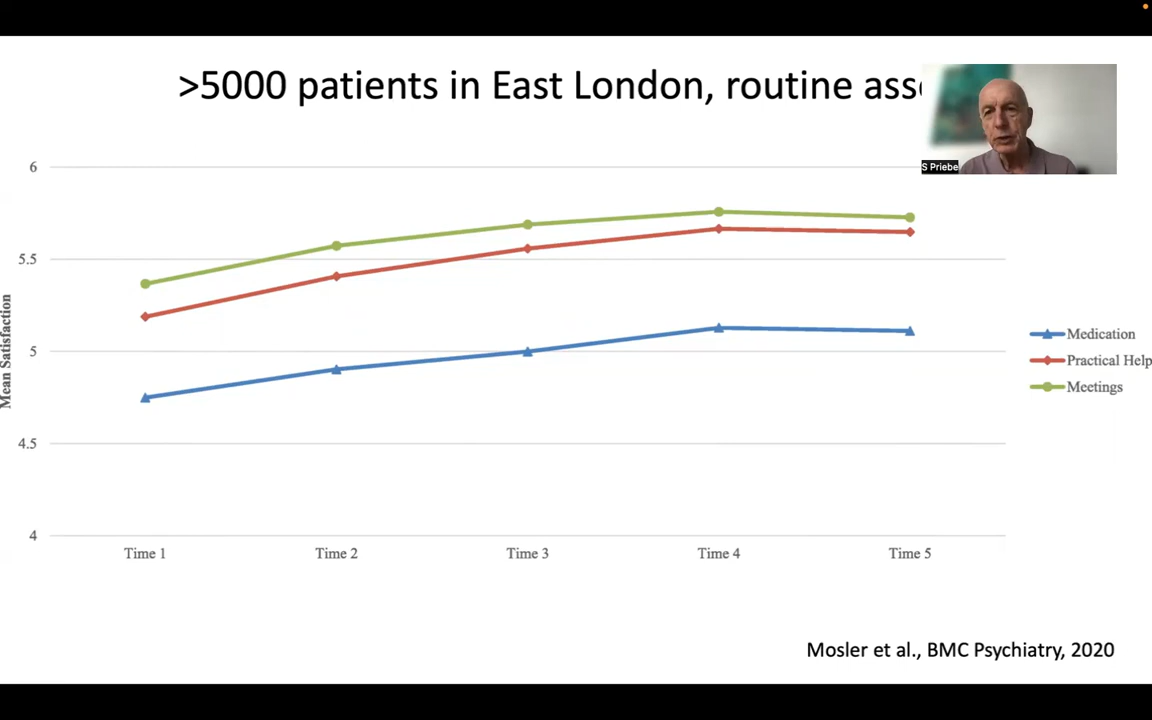 >5000 patients in East London, routine
S Priebe
6
5.5
5
4.5
4
Mean Satisfaction
Time 1 Time 2 Time 3 Time 4 Time 5
Medication
Practical Help
Meetings
Mosler et al., BMC Psychiatry, 2020